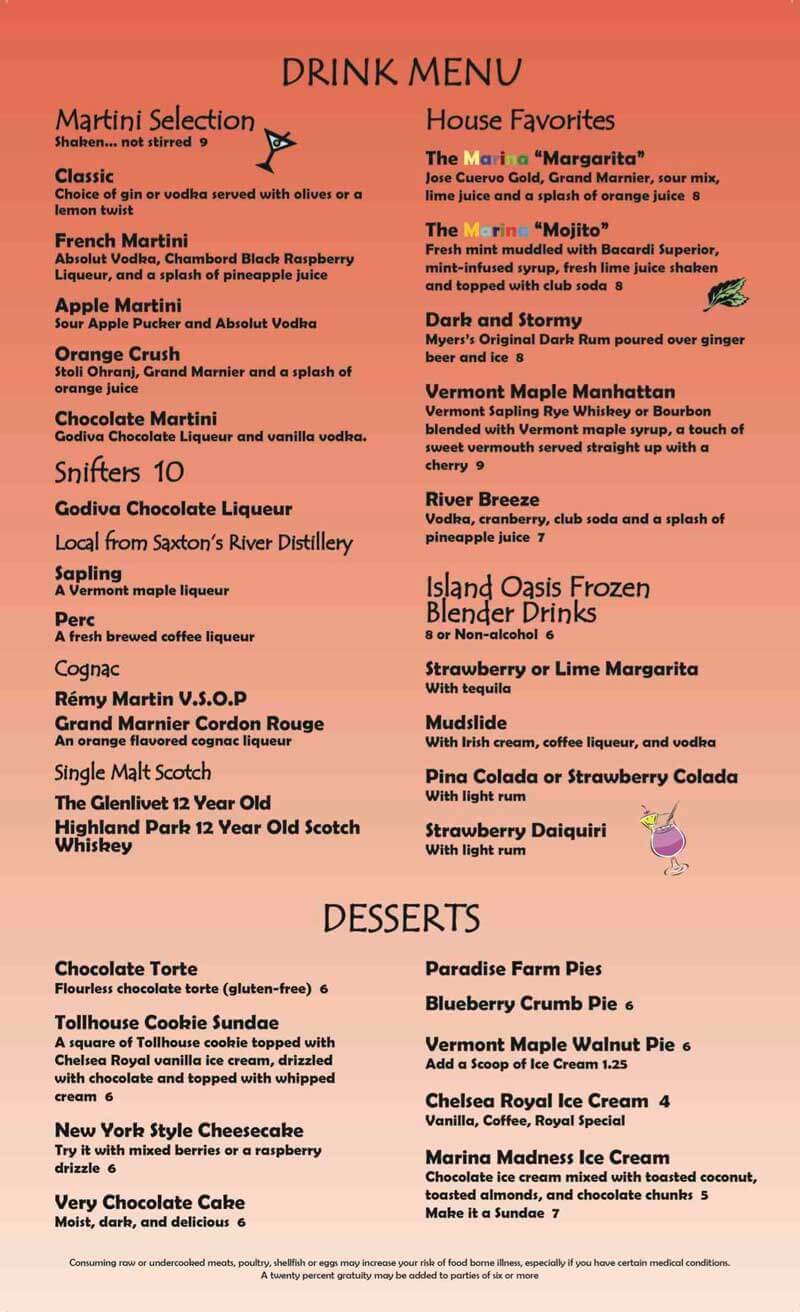 DRINK MENU
Martini Selection
Shaken... not stirred 9
Classic
Choice of gin or vodka served with olives or a
lemon twist
French Martini
Absolut Vodka, Chambord Black Raspberry
Liqueur, and a splash of pineapple juice
Apple Martini
Sour Apple Pucker and Absolut Vodka
Orange Crush
Stoli Ohranj, Grand Marnier and a splash of
orange juice
Chocolate Martini
Godiva Chocolate Liqueur and vanilla vodka.
Snifters 10
Godiva Chocolate Liqueur
Local from Saxton's River Distillery
Sapling
A Vermont maple liqueur
Perc
A fresh brewed coffee liqueur
Cognac
Rémy Martin V.S.O.P
Grand Marnier Cordon Rouge
An orange flavored cognac liqueur
Single Malt Scotch
The Glenlivet 12 Year Old
Highland Park 12 Year Old Scotch
Whiskey
House Favorites
The Marina “Margarita”
Jose Cuervo Gold, Grand Marnier, sour mix,
lime juice and a splash of orange juice 8
The Marina “Mojito”
Fresh mint muddled with Bacardi Superior,
mint-infused syrup, fresh lime juice shaken
and topped with club soda 8
Dark and Stormy
Myers's Original Dark Rum poured over ginger
beer and ice 8
Vermont Maple Manhattan
Vermont Sapling Rye Whiskey or Bourbon
blended with Vermont maple syrup, a touch of
sweet vermouth served straight up with a
cherry 9
River Breeze
Vodka, cranberry, club soda and a splash of
pineapple juice 7
Island Oasis Frozen
Blender Drinks
8 or Non-alcohol 6
Strawberry or Lime Margarita
With tequila
Mudslide
With Irish cream, coffee liqueur, and vodka
Pina Colada or Strawberry Colada
With light rum
Strawberry Daiquiri
With light rum
DESSERTS
Chocolate Torte
Flourless chocolate torte (gluten-free) 6
Tollhouse Cookie Sundae
A square of Tollhouse cookie topped with
Chelsea Royal vanilla ice cream, drizzled
with chocolate and topped with whipped
cream 6
New York Style Cheesecake
Try it with mixed berries or a raspberry
drizzle 6
Very Chocolate Cake
Moist, dark, and delicious 6
Paradise Farm Pies
Blueberry Crumb Pie 6
Vermont Maple Walnut Pie 6
Add a Scoop of Ice Cream 1.25
Chelsea Royal Ice Cream 4
Vanilla, Coffee, Royal Special
Marina Madness Ice Cream
Chocolate ice cream mixed with toasted coconut,
toasted almonds, and chocolate chunks 5
Make it a Sundae 7
Consuming raw or undercooked meats, poultry, shellfish or eggs may increase your risk of food borne illness, especially if you have certain medical conditions.
A twenty percent gratuity may be added to parties of six or more